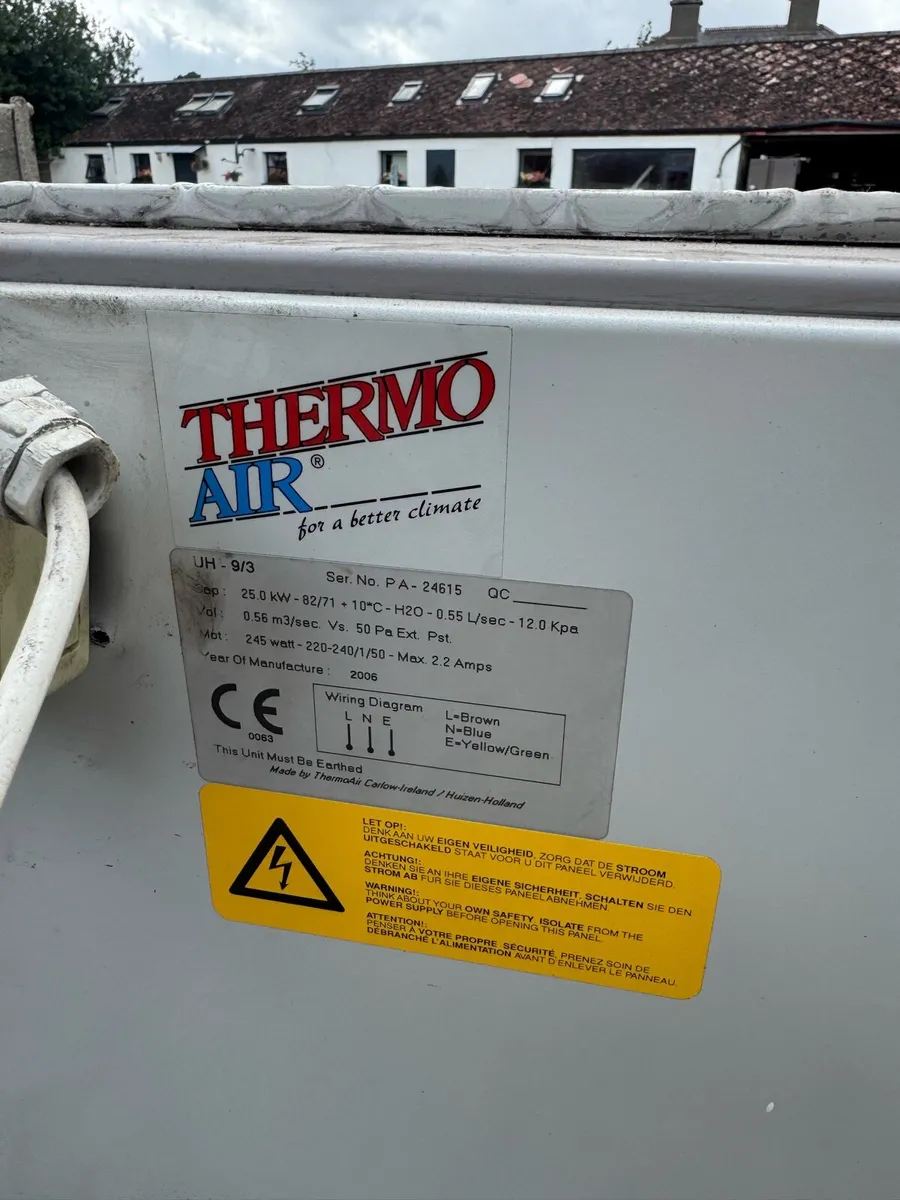 THERMO
AIR®
for a better climate
UH - 9/3 Ser. No. PA - 24615 QC
25.0 kW - 82/71 + 10°C - H2O - 0.55 L/sec - 12.0 Kpa
0.56 m3/sec. Vs. 50 Pa Ext. Pst.
Mot: 245 watt - 220-240/1/50 - Max. 2.2 Amps
Year Of Manufacture : 2006
CE
0063
Wiring Diagram
L N E
L=Brown
N=Blue
E=Yellow/Green
This Unit Must Be Earthed
Made by ThermoAir Carlow-Ireland / Huizen-Holland
LET OP!:
DENK AAN UW EIGEN VEILIGHEID, ZORG DAT DE STROOM
UITGESCHAKELD STAAT VOOR U DIT PANEEL VERWIJDERD.
ACHTUNG!:
DENKEN SIE AN IHRE EIGENE SICHERHEIT, SCHALTEN SIE DEN
STROM AB FÜR SIE DIESES PANEEL ABNEHMEN.
WARNING!:
THINK ABOUT YOUR OWN SAFETY, ISOLATE FROM THE
POWER SUPPLY BEFORE OPENING THIS PANEL.
ATTENTION!:
PENSER À VOTRE PROPRE SÉCURITÉ, PRENEZ SOIN DE
DÉBRANCHÉ L'ALIMENTATION AVANT D'ENLEVER LE PANNEAU.